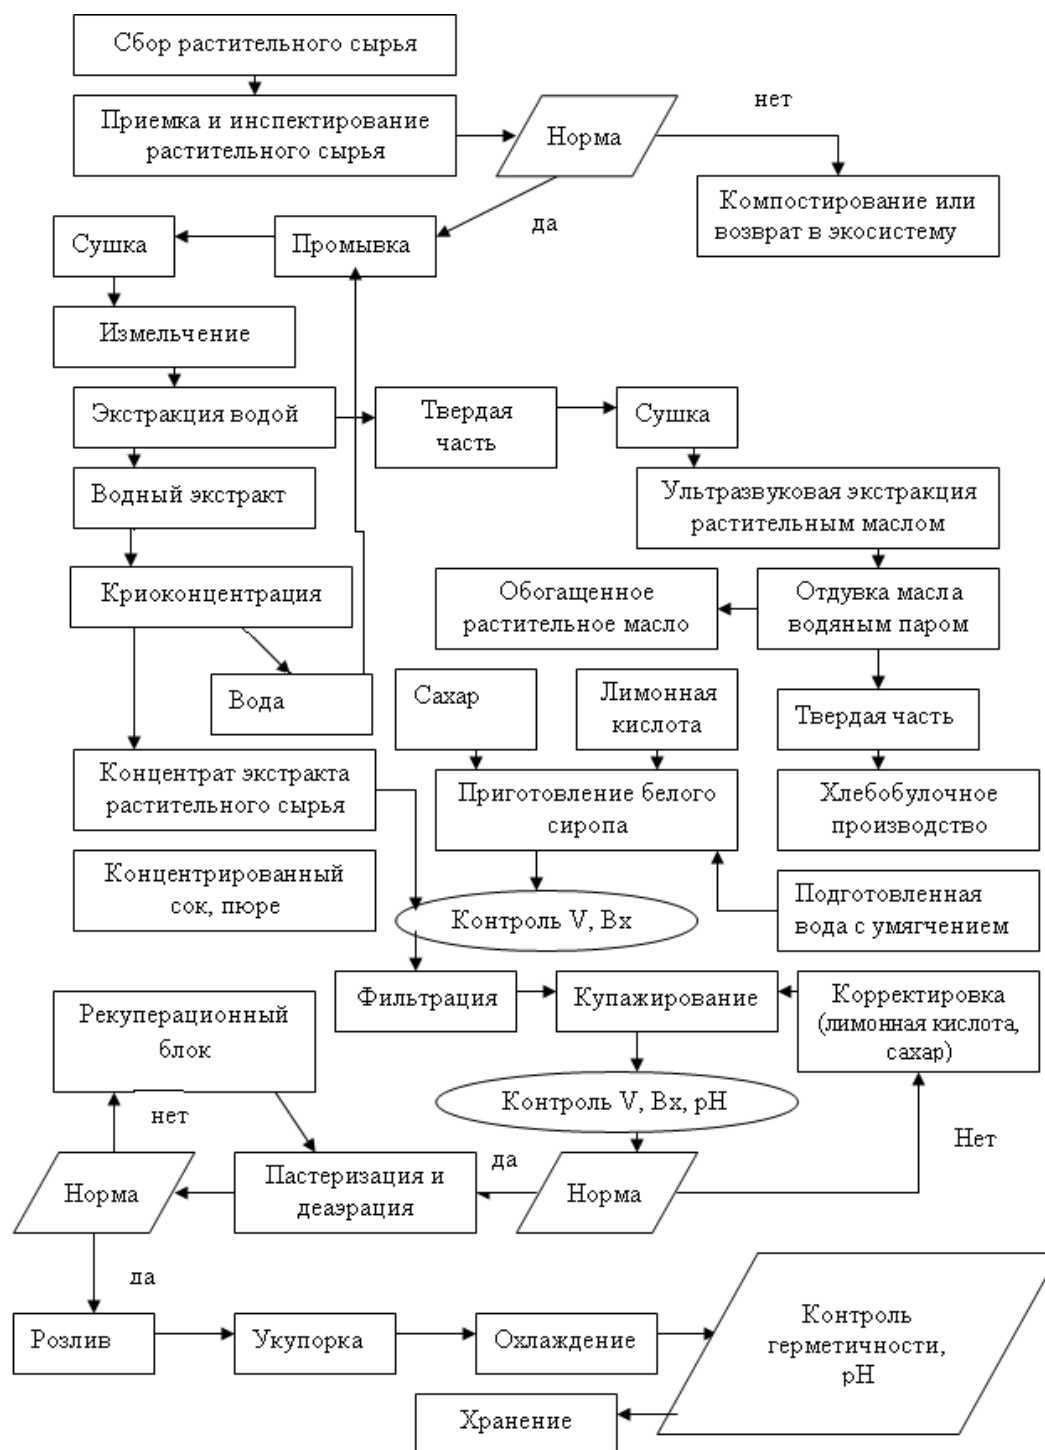 Сбор растительного сырья
Приемка и инспектирование
растительного сырья
Норма
нет
Компостирование или
возврат в экосистему
да
Сушка
Промывка
Измельчение
Экстракция водой
Твердая
часть
Сушка
Водный экстракт
Ультразвуковая экстракция
растительным маслом
Криоконцентрация
Обогащенное
растительное масло
Отдувка масла
водяным паром
Вода
Сахар
Лимонная
кислота
Твердая часть
Концентрат экстракта
растительного сырья
Приготовление белого
сиропа
Хлебобулочное
производство
Концентрированный
сок, пюре
Контроль V, Bx
Подготовленная
вода с умягчением
Фильтрация
Купажирование
Корректировка
(лимонная кислота,
сахар)
Рекуперационный
блок
Контроль V, Bx, pH
нет
Нет
Норма
Пастеризация и
деаэрация
да
Норма
да
Розлив
Укупорка
Охлаждение
Контроль
герметичности,
pH
Хранение